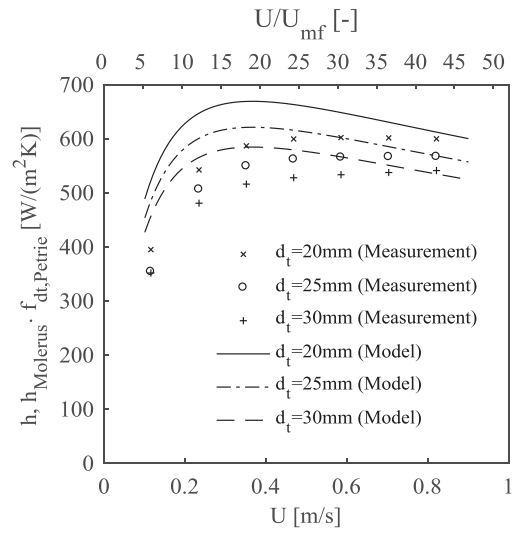 U/U_mf [-]
0 5 10 15 20 25 30 35 40 45 50
h, h_Molerus · f_dt,Petrie [W/(m²K)]
700
600
500
400
300
200
100
0
d_t=20mm (Measurement)
d_t=25mm (Measurement)
d_t=30mm (Measurement)
d_t=20mm (Model)
d_t=25mm (Model)
d_t=30mm (Model)
0 0.2 0.4 0.6 0.8 1
U [m/s]